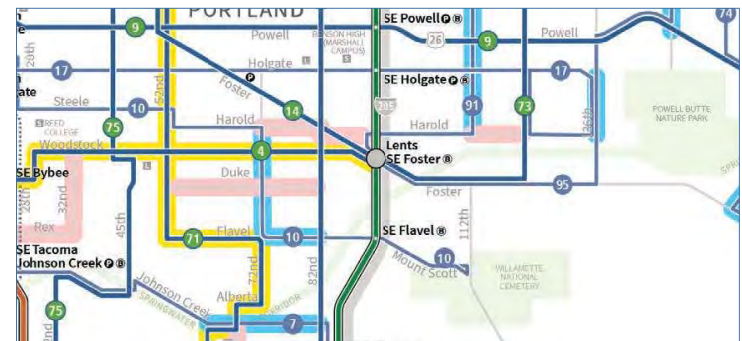 PORTLAND
9
SE Powell P B
26
9
Powell
74
Powell
BENSON HIGH
(MARSHALL
CAMPUS)
L
S
20th
17
Holgate
P
SE Holgate P B
17
ate
Steele
10
52nd
Foster
14
205
91
73
136th
POWELL BUTTE
NATURE PARK
S REED
COLLEGE
75
Harold
Harold
Woodstock
4
Lents
SE Foster B
L
SE Bybee
Duke
Foster
95
28th
32nd
45th
Rex
71
Flavel
10
SE Flavel B
112th
SE Tacoma
Johnson Creek P B
72nd
82nd
Mount Scott
10
WILLAMETTE
NATIONAL
CEMETERY
Johnson Creek
SPRINGWATER
Alberta
CORRIDOR
75
7